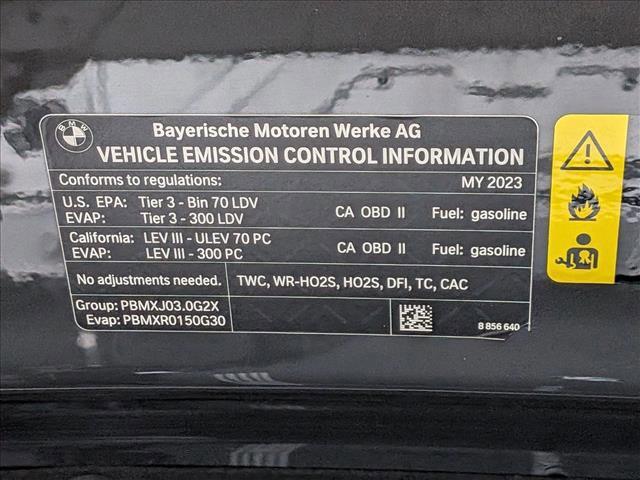 BMW
Bayerische Motoren Werke AG
VEHICLE EMISSION CONTROL INFORMATION
Conforms to regulations: MY 2023
U.S. EPA: Tier 3 - Bin 70 LDV
EVAP: Tier 3 - 300 LDV
CA OBD II Fuel: gasoline
California: LEV III - ULEV 70 PC
EVAP: LEV III - 300 PC
CA OBD II Fuel: gasoline
No adjustments needed. TWC, WR-HO2S, HO2S, DFI, TC, CAC
Group: PBMXJ03.0G2X
Evap: PBMXR0150G30
8 856 640